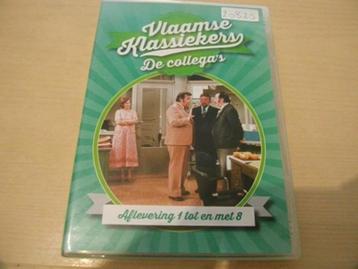 Vlaamse
Klassiekers
De collega's
Aflevering 1 tot en met 8